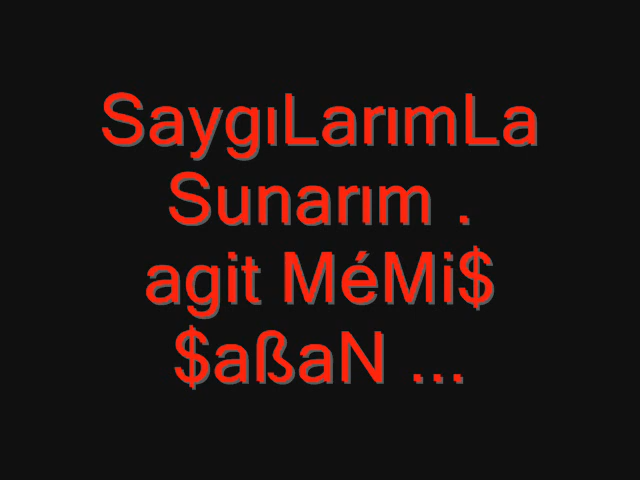 SaygıLarımLa
Sunarım .
agit MéMi$
$aßaN ...